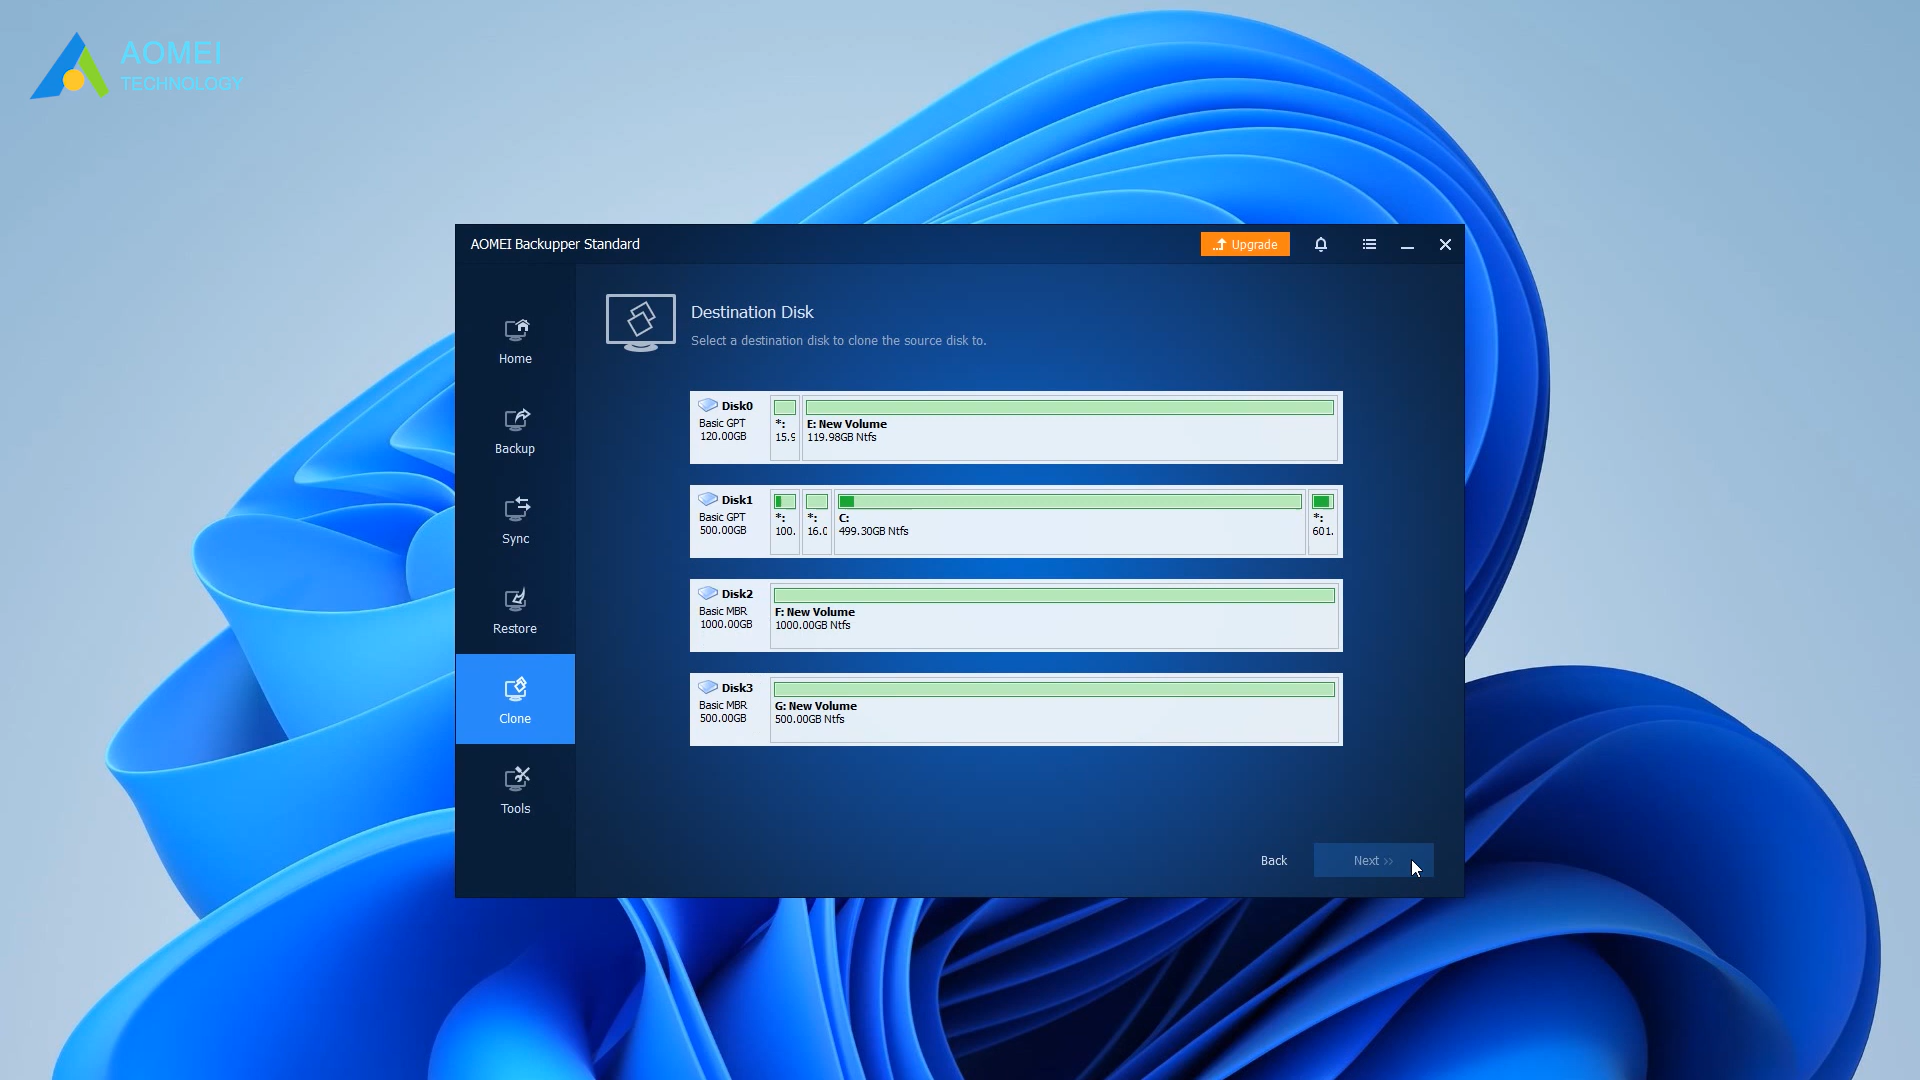 AOMEI
TECHNOLOGY
AOMEI Backupper Standard
Upgrade
Home
Backup
Sync
Restore
Clone
Tools
Destination Disk
Select a destination disk to clone the source disk to.
Disk0
Basic GPT
120.00GB
*:
15.9
E: New Volume
119.98GB Ntfs
Disk1
Basic GPT
500.00GB
*:
100.
*:
16.0
C:
499.30GB Ntfs
*:
601.
Disk2
Basic MBR
1000.00GB
F: New Volume
1000.00GB Ntfs
Disk3
Basic MBR
500.00GB
G: New Volume
500.00GB Ntfs
Back
Next >>